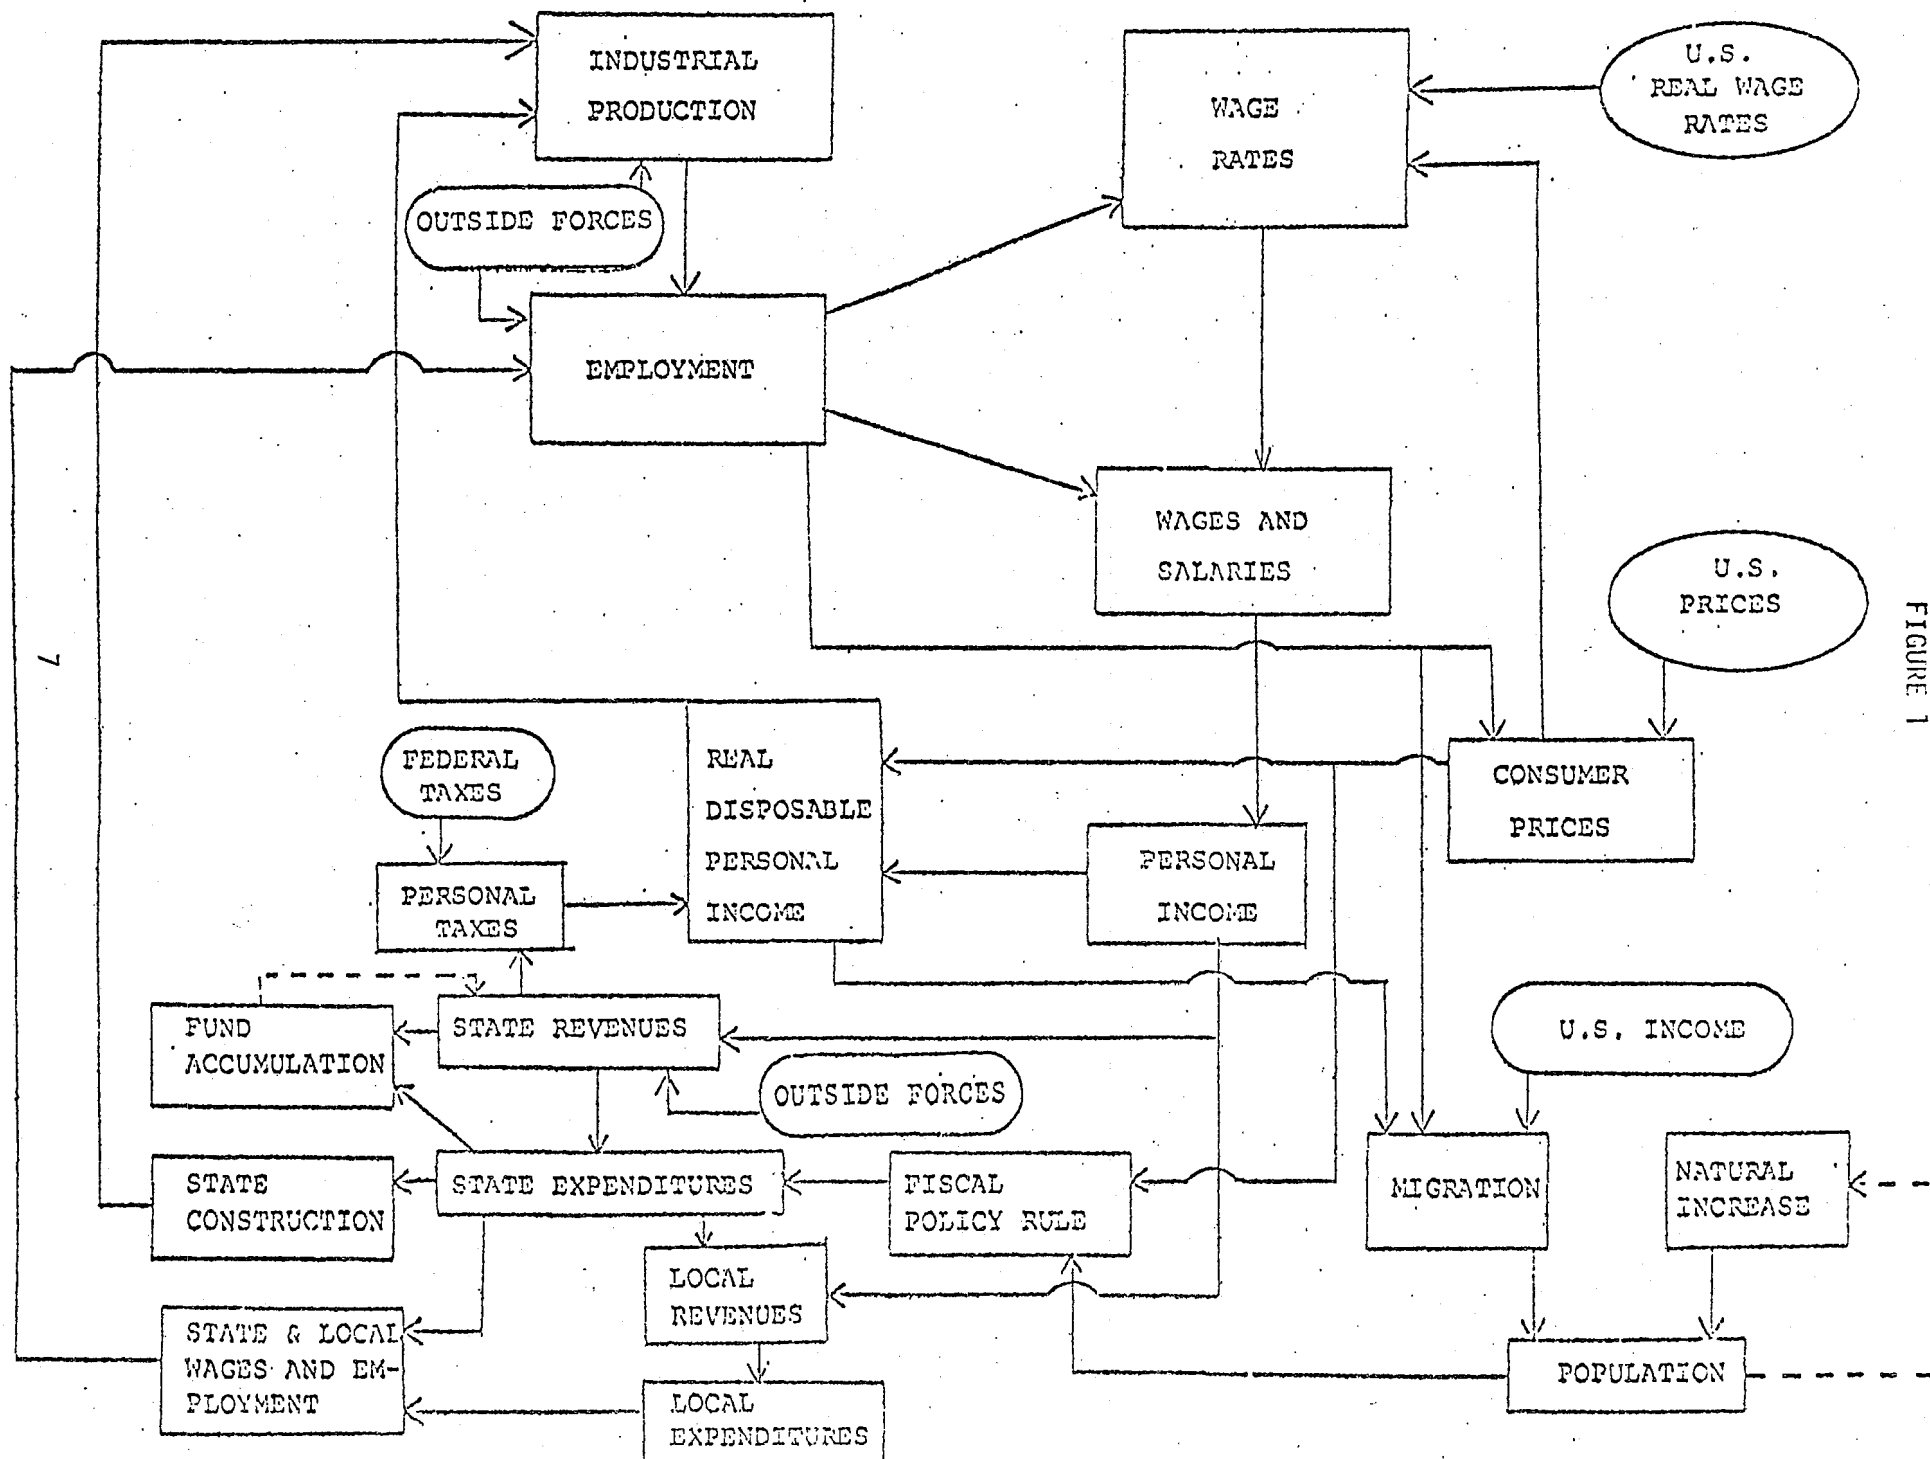 INDUSTRIAL
PRODUCTION
WAGE
RATES
U.S.
REAL WAGE
RATES
OUTSIDE FORCES
EMPLOYMENT
WAGES AND
SALARIES
U.S.
PRICES
FIGURE 1
7
FEDERAL
TAXES
REAL
DISPOSABLE
PERSONAL
INCOME
CONSUMER
PRICES
PERSONAL
TAXES
PERSONAL
INCOME
FUND
ACCUMULATION
STATE REVENUES
U.S. INCOME
OUTSIDE FORCES
STATE
CONSTRUCTION
STATE EXPENDITURES
FISCAL
POLICY RULE
MIGRATION
NATURAL
INCREASE
LOCAL
REVENUES
STATE & LOCAL
WAGES AND EM-
PLOYMENT
POPULATION
LOCAL
EXPENDITURES